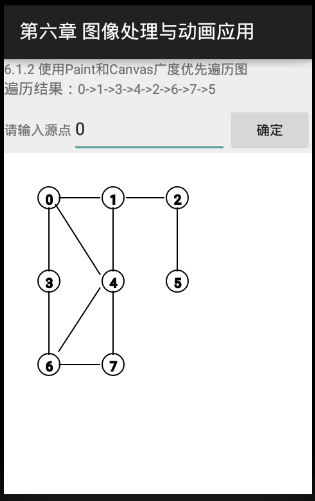 第六章 图像处理与动画应用
6.1.2 使用Paint和Canvas广度优先遍历图
遍历结果：0->1->3->4->2->6->7->5
请输入源点 0 确定
0 1 2
3 4 5
6 7